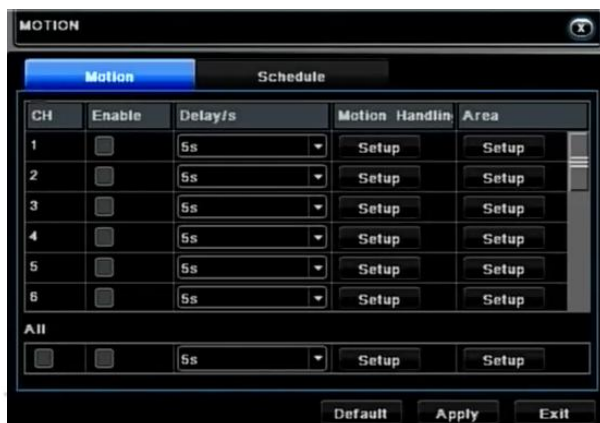 MOTION
Motion Schedule
CH Enable Delay/s Motion Handlin Area
1 5s Setup Setup
2 5s Setup Setup
3 5s Setup Setup
4 5s Setup Setup
5 5s Setup Setup
6 5s Setup Setup
All
5s Setup Setup
Default Apply Exit